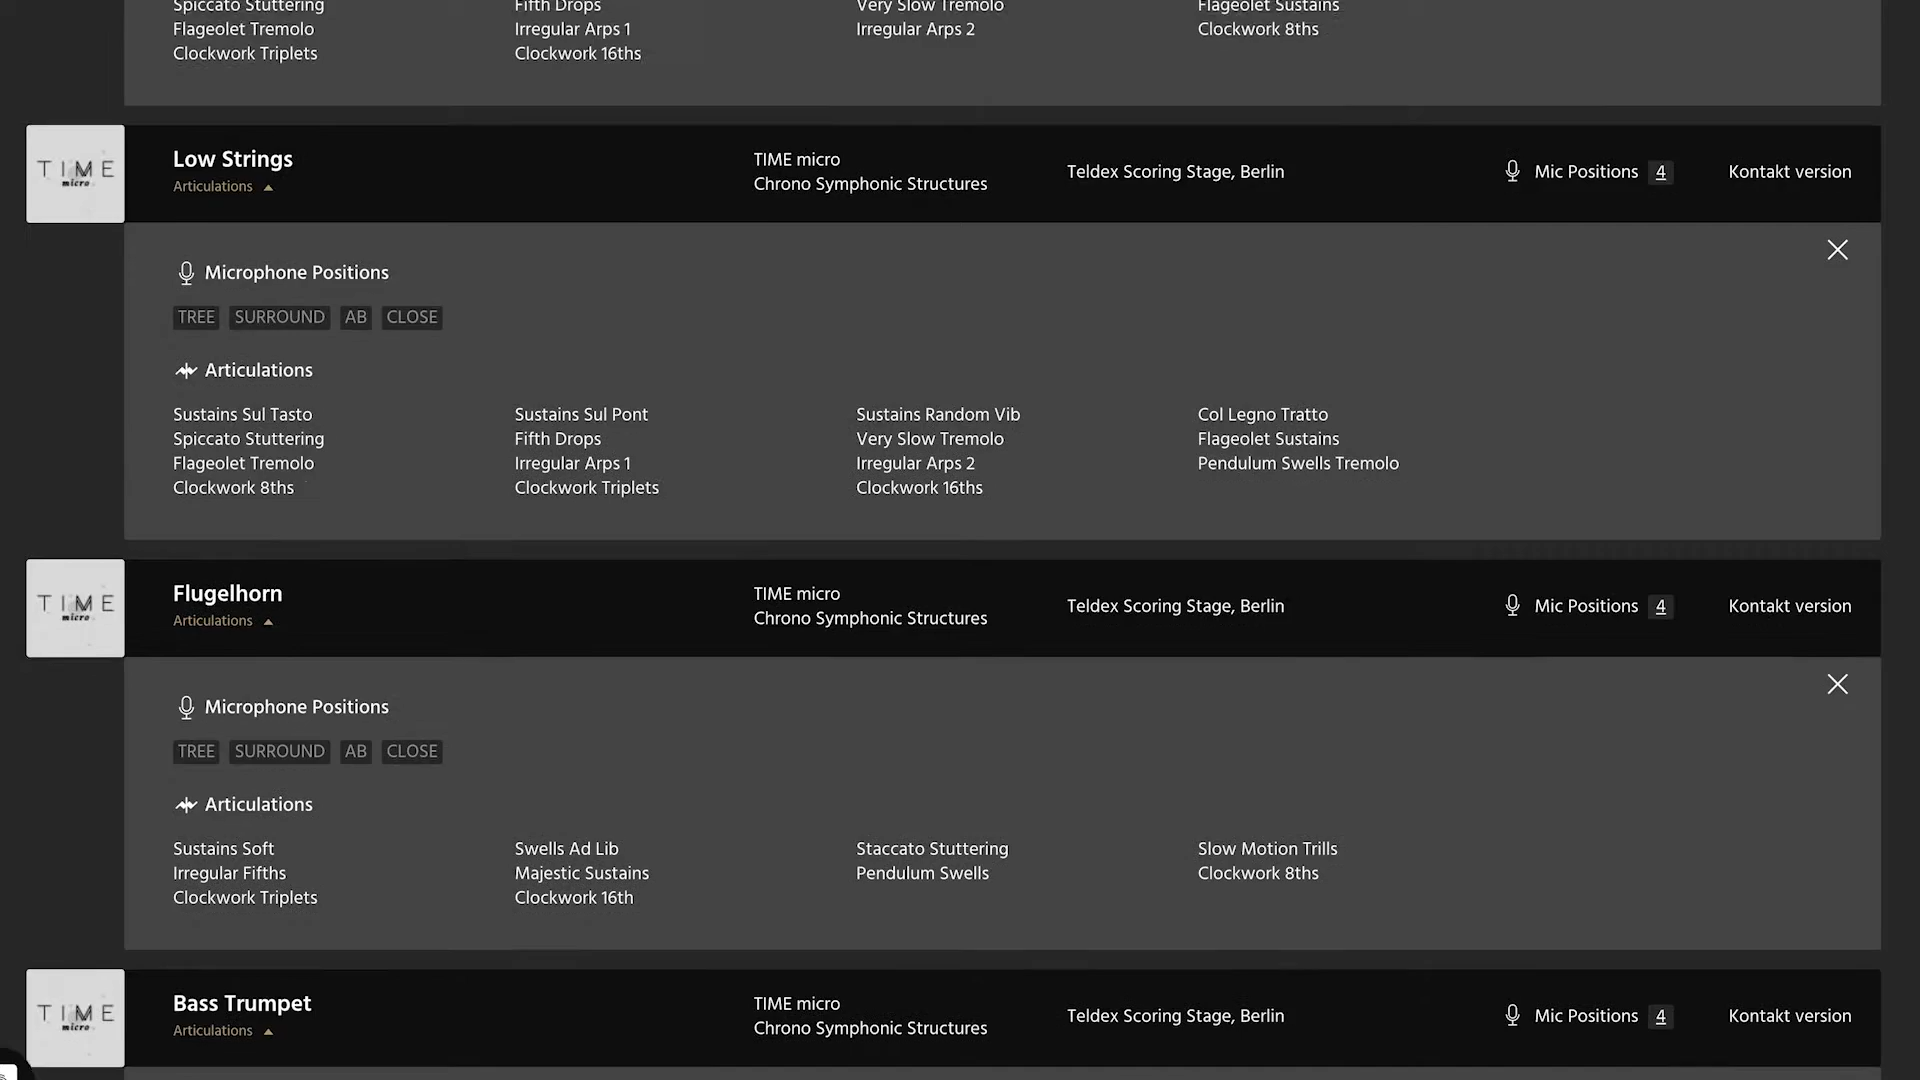 Spiccato Stuttering Fifth Drops Very Slow Tremolo Flageolet Sustains
Flageolet Tremolo Irregular Arps 1 Irregular Arps 2 Clockwork 8ths
Clockwork Triplets Clockwork 16ths
TIME
micro
Low Strings
Articulations
TIME micro
Chrono Symphonic Structures
Teldex Scoring Stage, Berlin
Mic Positions 4
Kontakt version
Microphone Positions
TREE SURROUND AB CLOSE
Articulations
Sustains Sul Tasto Sustains Sul Pont Sustains Random Vib Col Legno Tratto
Spiccato Stuttering Fifth Drops Very Slow Tremolo Flageolet Sustains
Flageolet Tremolo Irregular Arps 1 Irregular Arps 2 Pendulum Swells Tremolo
Clockwork 8ths Clockwork Triplets Clockwork 16ths
TIME
micro
Flugelhorn
Articulations
TIME micro
Chrono Symphonic Structures
Teldex Scoring Stage, Berlin
Mic Positions 4
Kontakt version
Microphone Positions
TREE SURROUND AB CLOSE
Articulations
Sustains Soft Swells Ad Lib Staccato Stuttering Slow Motion Trills
Irregular Fifths Majestic Sustains Pendulum Swells Clockwork 8ths
Clockwork Triplets Clockwork 16th
TIME
micro
Bass Trumpet
Articulations
TIME micro
Chrono Symphonic Structures
Teldex Scoring Stage, Berlin
Mic Positions 4
Kontakt version